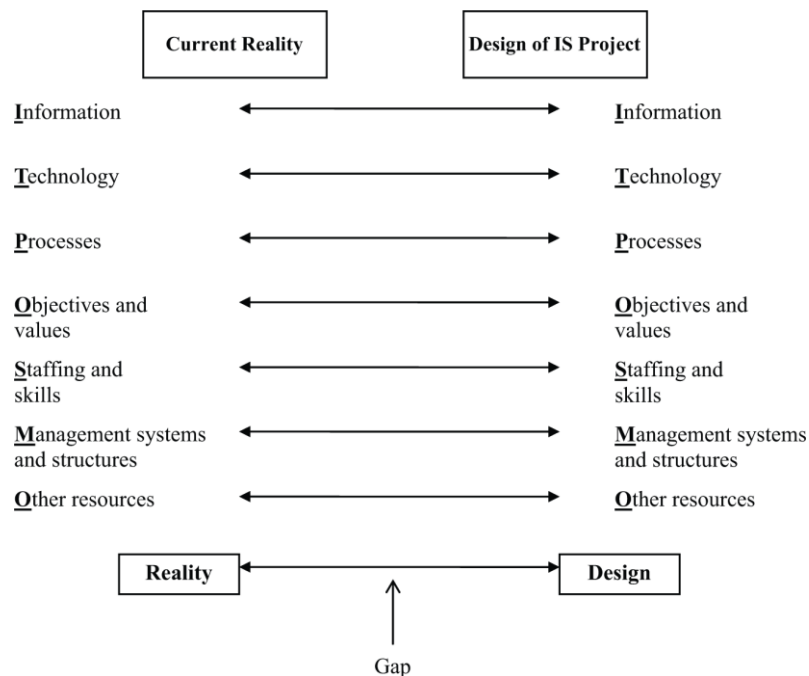 Current Reality Design of IS Project
Information Information
Technology Technology
Processes Processes
Objectives and Objectives and
values values
Staffing and Staffing and
skills skills
Management systems Management systems
and structures and structures
Other resources Other resources
Reality Design
Gap